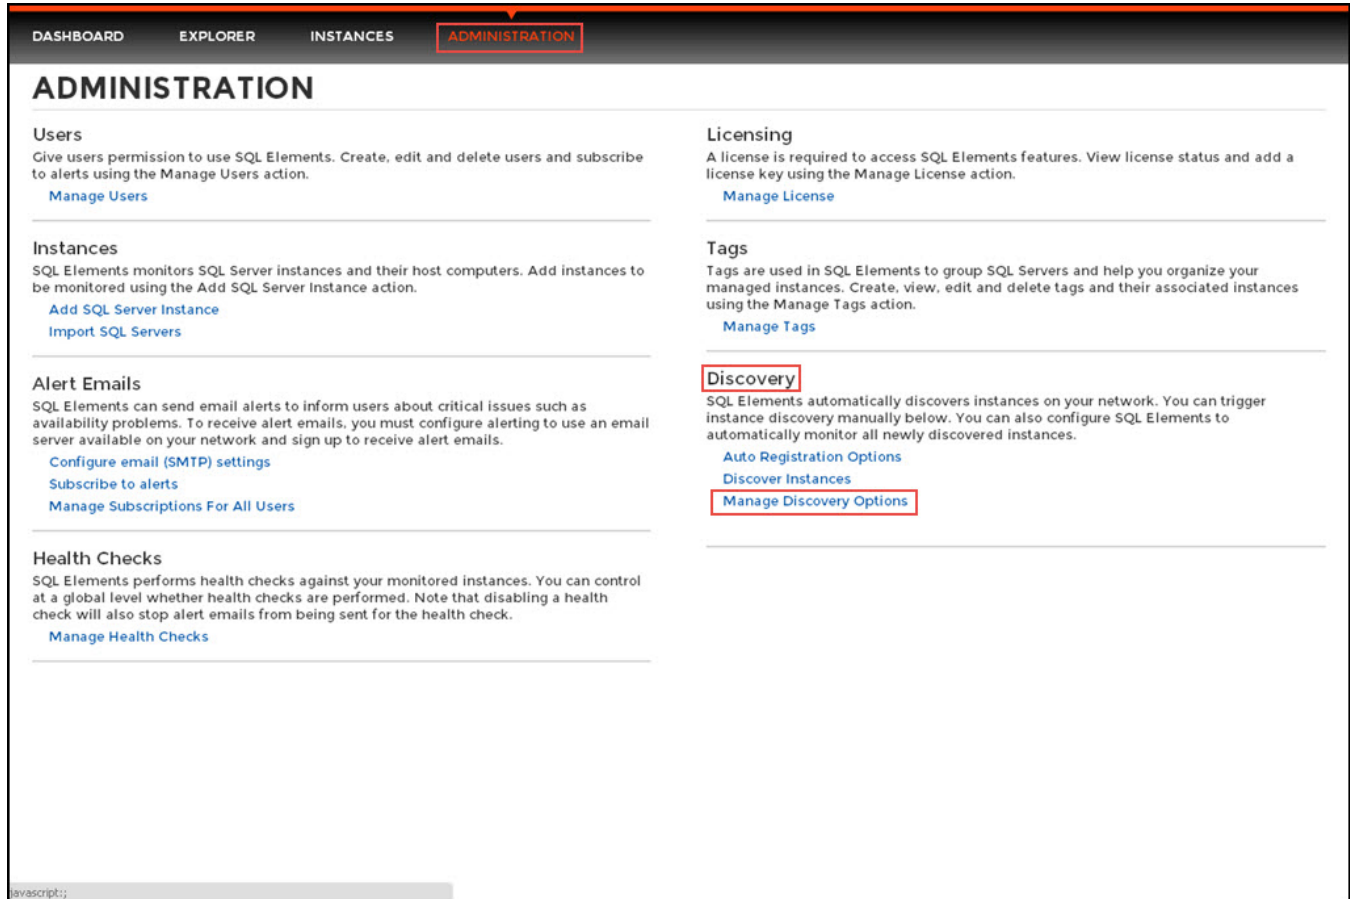 DASHBOARD EXPLORER INSTANCES ADMINISTRATION
ADMINISTRATION
Users
Give users permission to use SQL Elements. Create, edit and delete users and subscribe
to alerts using the Manage Users action.
Manage Users
Instances
SQL Elements monitors SQL Server instances and their host computers. Add instances to
be monitored using the Add SQL Server Instance action.
Add SQL Server Instance
Import SQL Servers
Alert Emails
SQL Elements can send email alerts to inform users about critical issues such as
availability problems. To receive alert emails, you must configure alerting to use an email
server available on your network and sign up to receive alert emails.
Configure email (SMTP) settings
Subscribe to alerts
Manage Subscriptions For All Users
Health Checks
SQL Elements performs health checks against your monitored instances. You can control
at a global level whether health checks are performed. Note that disabling a health
check will also stop alert emails from being sent for the health check.
Manage Health Checks
Licensing
A license is required to access SQL Elements features. View license status and add a
license key using the Manage License action.
Manage License
Tags
Tags are used in SQL Elements to group SQL Servers and help you organize your
managed instances. Create, view, edit and delete tags and their associated instances
using the Manage Tags action.
Manage Tags
Discovery
SQL Elements automatically discovers instances on your network. You can trigger
instance discovery manually below. You can also configure SQL Elements to
automatically monitor all newly discovered instances.
Auto Registration Options
Discover Instances
Manage Discovery Options
javascript:;